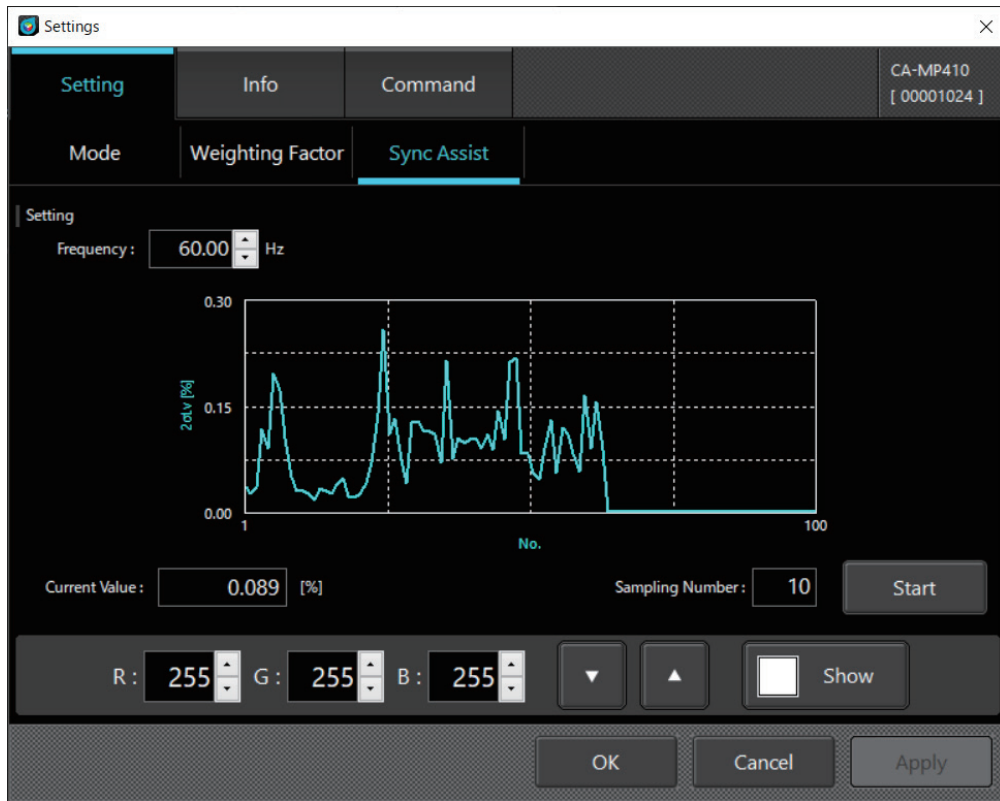 Settings
Setting Info Command
CA-MP410
[ 00001024 ]
Mode Weighting Factor Sync Assist
Setting
Frequency : 60.00 Hz
0.30
2σLv [%]
0.15
0.00
1 100
No.
Current Value : 0.089 [%] Sampling Number : 10 Start
R : 255 G : 255 B : 255 Show
OK Cancel Apply